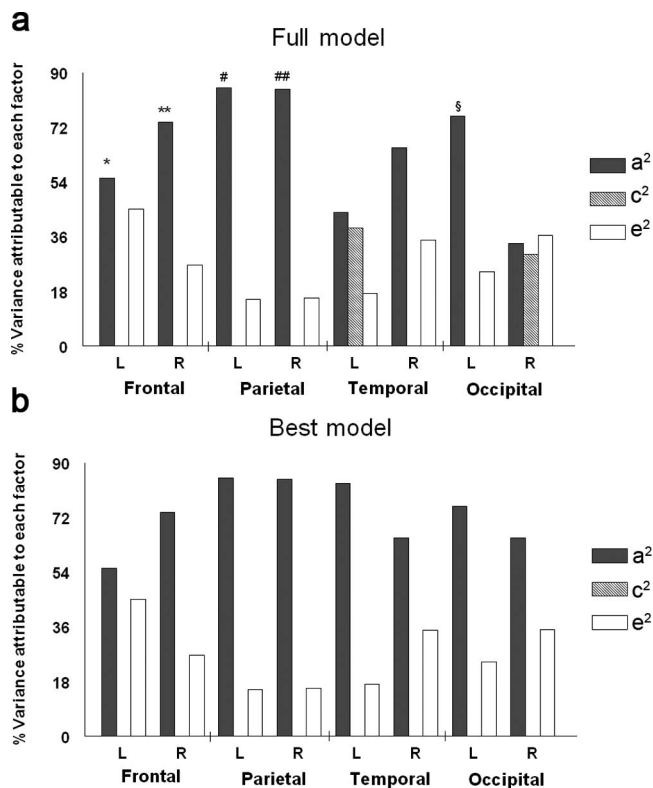 a
Full model
% Variance attributable to each factor
90
72
54
36
18
0
*
**
#
##
§
a²
c²
e²
L R L R L R L R
Frontal Parietal Temporal Occipital
b
Best model
% Variance attributable to each factor
90
72
54
36
18
0
a²
c²
e²
L R L R L R L R
Frontal Parietal Temporal Occipital